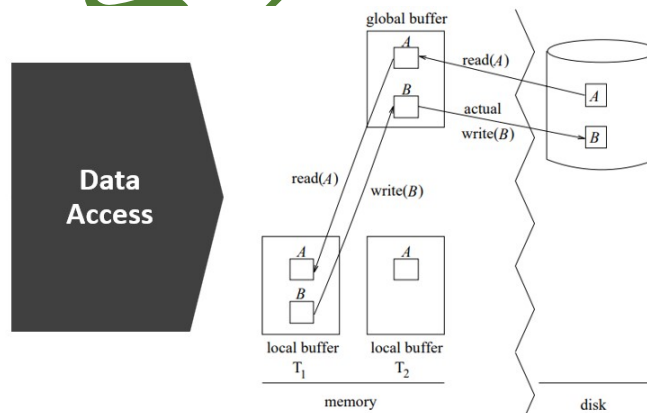 Data
Access
global buffer
A
B
read(A)
actual
write(B)
A
B
read(A)
write(B)
A
B
A
local buffer
T1
local buffer
T2
memory
disk